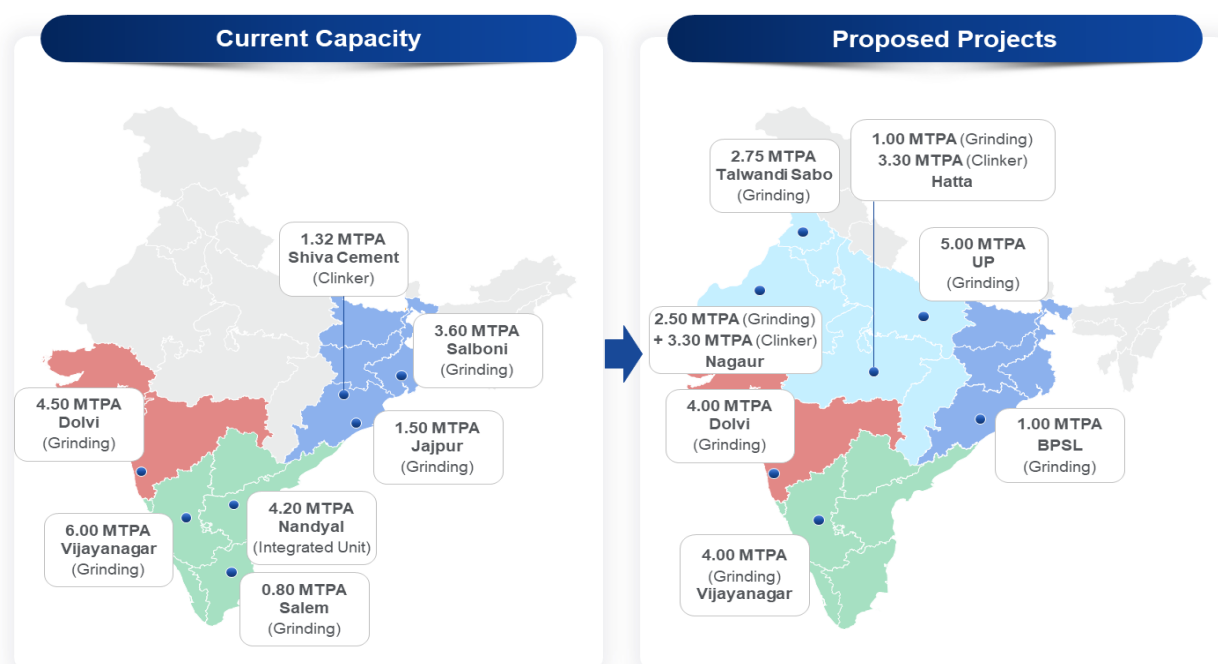 Current Capacity
1.32 MTPA
Shiva Cement
(Clinker)
3.60 MTPA
Salboni
(Grinding)
4.50 MTPA
Dolvi
(Grinding)
1.50 MTPA
Jajpur
(Grinding)
4.20 MTPA
Nandyal
(Integrated Unit)
6.00 MTPA
Vijayanagar
(Grinding)
0.80 MTPA
Salem
(Grinding)
Proposed Projects
2.75 MTPA
Talwandi Sabo
(Grinding)
1.00 MTPA (Grinding)
3.30 MTPA (Clinker)
Hatta
5.00 MTPA
UP
(Grinding)
2.50 MTPA (Grinding)
+ 3.30 MTPA (Clinker)
Nagaur
4.00 MTPA
Dolvi
(Grinding)
1.00 MTPA
BPSL
(Grinding)
4.00 MTPA
(Grinding)
Vijayanagar